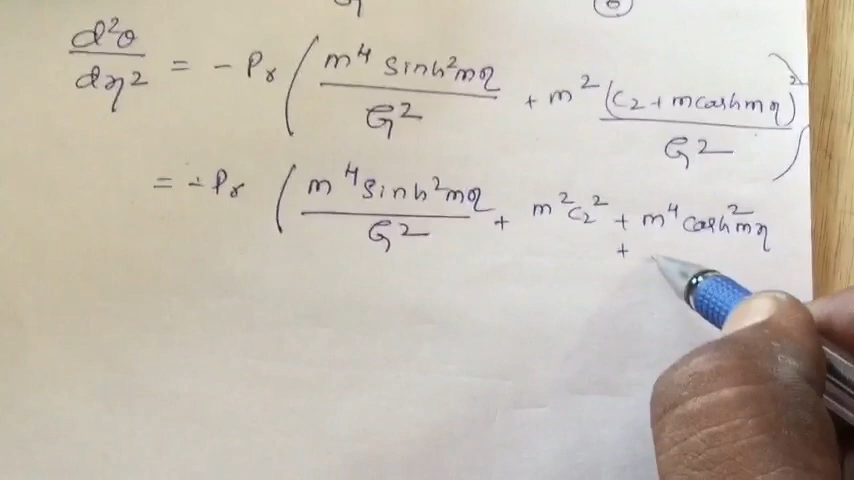 d²θ/dη² = - Pr ( m⁴ Sinh²mη / G² + m² (C₂ + m cosh mη)² / G² )
= - Pr ( m⁴ Sinh²mη / G² + m²C₂² + m⁴ cosh²mη
+